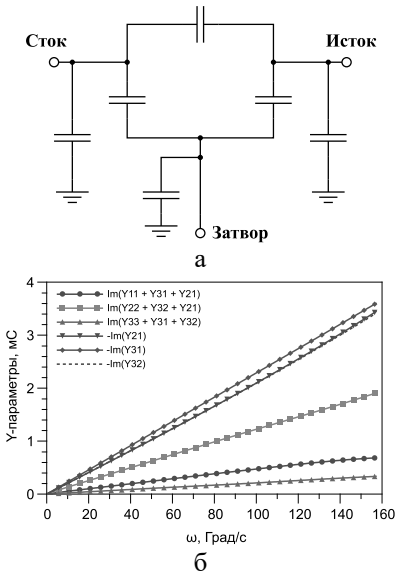 Сток
Исток
Затвор
а
4
3
2
1
0
Y-параметры, мС
Im(Y11 + Y31 + Y21)
Im(Y22 + Y32 + Y21)
Im(Y33 + Y31 + Y32)
-Im(Y21)
-Im(Y31)
-Im(Y32)
0 20 40 60 80 100 120 140 160
ω, Град/с
б